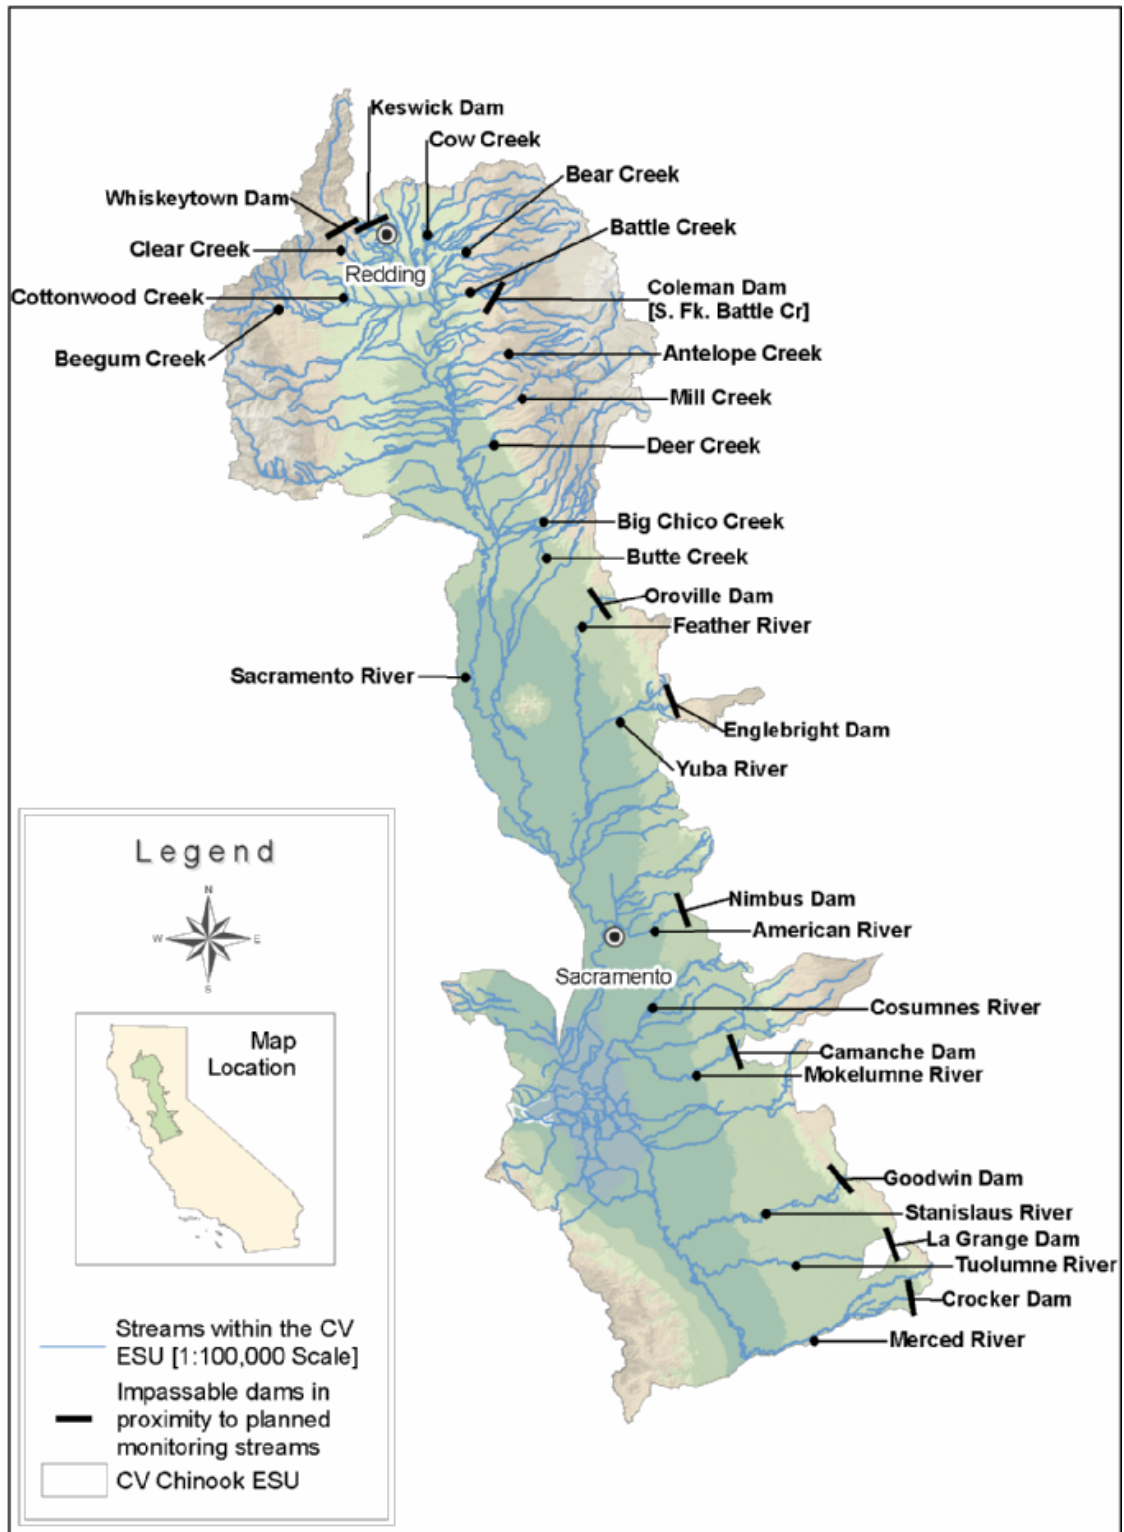 Keswick Dam
Cow Creek
Bear Creek
Whiskeytown Dam
Battle Creek
Clear Creek
Redding
Coleman Dam
[S. Fk. Battle Cr]
Cottonwood Creek
Beegum Creek
Antelope Creek
Mill Creek
Deer Creek
Big Chico Creek
Butte Creek
Oroville Dam
Feather River
Sacramento River
Englebright Dam
Yuba River
Nimbus Dam
American River
Sacramento
Cosumnes River
Camanche Dam
Mokelumne River
Goodwin Dam
Stanislaus River
La Grange Dam
Tuolumne River
Crocker Dam
Merced River
Legend
N
W E
S
Map
Location
Streams within the CV
ESU [1:100,000 Scale]
Impassable dams in
proximity to planned
monitoring streams
CV Chinook ESU